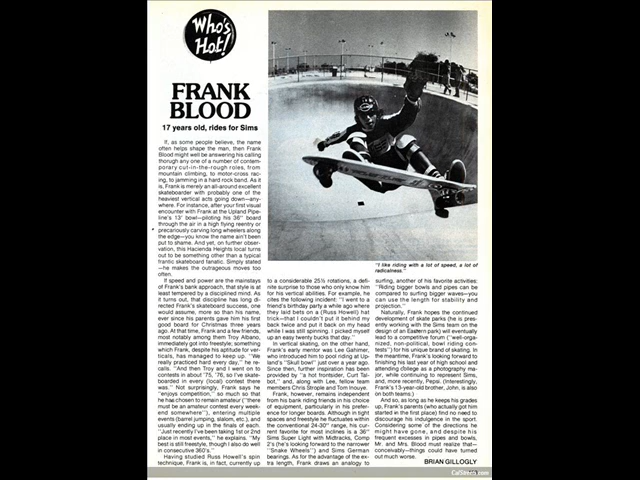 Who's
Hot!
FRANK
BLOOD
17 years old, rides for Sims
If, as some people believe, the name
often helps shape the man, then Frank
Blood might well be answering his calling
thorough any one of a number of contem-
porary cut-in-the-rough roles, from
mountain climbing, to motor-cross rac-
ing, to jamming in a hard rock band. As it
is, Frank is merely an all-around excellent
skateboarder with probably one of the
heaviest vertical acts going down—any-
where. For instance, after your first visual
encounter with Frank at the Upland Pipe-
line's 13' bowl—piloting his 36" board
through the air in a high flying reentry or
precariously carving long wheelers along
the edge—you know the name ain't been
put to shame. And yet, on further obser-
vation, this Hacienda Heights local turns
out to be something other than a typical
frantic skateboard fanatic. Simply stated
—he makes the outrageous moves too
often.
If speed and power are the mainstays
of Frank's bank approach, that style is at
least tempered by a disciplined mind. As
it turns out, that discipline has long di-
rected Frank's skateboard success, one
would assume, more so than his name,
ever since his parents gave him his first
good board for Christmas three years
ago. At that time, Frank and a few friends,
most notably among them Troy Albano,
immediately got into freestyle; something
which Frank, despite his aptitude for ver-
ticals, has managed to keep up. "We
really practiced hard every day," he re-
calls. "And then Troy and I went on to
contests in about '75, '76, so I've skate-
boarded in every (local) contest there
was." Not surprisingly, Frank says he
"enjoys competition," so much so that
he has chosen to remain amateur ("there
must be an amateur contest every week-
end somewhere"), entering multiple
events (barrel jumping, slalom, etc.), and
usually ending up in the finals of each.
"Just recently I've been taking 1st or 2nd
place in most events," he explains. "My
best is still freestyle, though I also do well
in consecutive 360's."
Having studied Russ Howell's spin
technique, Frank is, in fact, currently up
"I like riding with a lot of speed, a lot of
radicalness."
to a considerable 25½ rotations, a defi-
nite surprise to those who only know him
for his vertical abilities. For example, he
cites the following incident: "I went to a
friend's birthday party a while ago where
they laid bets on a (Russ Howell) hat
trick—that I couldn't put it behind my
back twice and put it back on my head
while I was still spinning. I picked myself
up an easy twenty bucks that day."
In vertical skating, on the other hand,
Frank's early mentor was Lee Gahimer,
who introduced him to pool riding at Up-
land's "Skull bowl" just over a year ago.
Since then, further inspiration has been
provided by "a hot frontsider, Curt Tal-
bot," and, along with Lee, fellow team
members Chris Strople and Tom Inouye.
Frank, however, remains independent
from his bank riding friends in his choice
of equipment, particularly in his prefer-
ence for longer boards. Although in tight
spaces and freestyle he fluctuates within
the conventional 24-30" range, his cur-
rent favorite for most inclines is a 36"
Sims Super Light with Midtracks, Comp
2's (he's looking forward to the narrower
"Snake Wheels") and Sims German
bearings. As for the advantage of the ex-
tra length, Frank draws an analogy to
surfing, another of his favorite activities:
"Riding bigger bowls and pipes can be
compared to surfing bigger waves—you
can use the length for stability and
projection."
Naturally, Frank hopes the continued
development of skate parks (he is pres-
ently working with the Sims team on the
design of an Eastern park) will eventually
lead to a competitive forum ("well-orga-
nized, non-political, bowl riding con-
tests") for his unique brand of skating. In
the meantime, Frank's looking forward to
finishing his last year of high school and
attending college as a photography ma-
jor, while continuing to represent Sims,
and, more recently, Pepsi. (Interestingly,
Frank's 13-year-old brother, John, is also
on both teams.)
And so, as long as he keeps his grades
up, Frank's parents (who actually got him
started in the first place) find no need to
discourage his indulgence in the sport.
Considering some of the directions he
might have gone, and despite his
frequent excesses in pipes and bowls,
Mr. and Mrs. Blood must realize that—
conceivably—things could have turned
out much worse.
BRIAN GILLOGLY
CalStreets.com